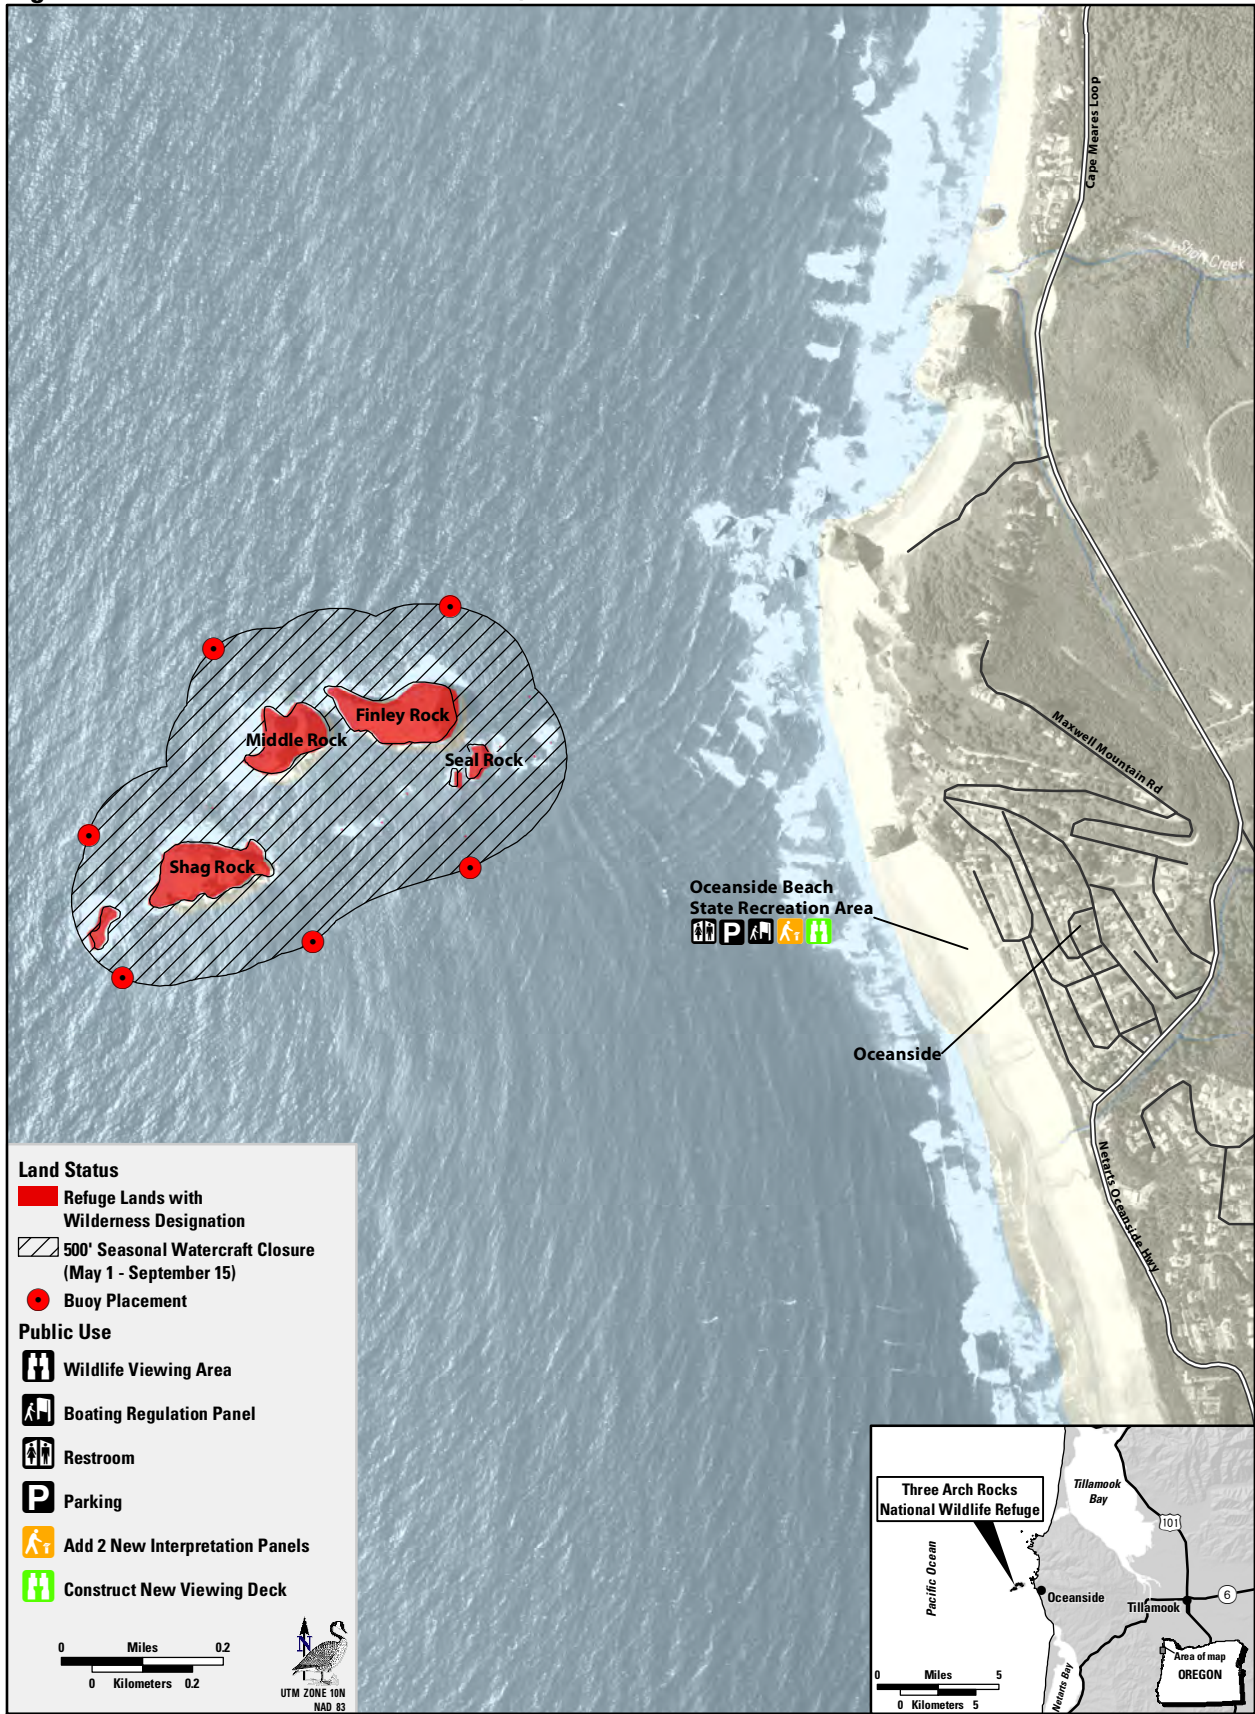 Cape Meares Loop
Short Creek
Finley Rock
Middle Rock
Seal Rock
Maxwell Mountain Rd
Shag Rock
Oceanside Beach
State Recreation Area
P
Oceanside
Netarts Oceanside Hwy
Land Status
Refuge Lands with
Wilderness Designation
500' Seasonal Watercraft Closure
(May 1 - September 15)
Buoy Placement
Public Use
Wildlife Viewing Area
Boating Regulation Panel
Restroom
P Parking
Add 2 New Interpretation Panels
Construct New Viewing Deck
0 Miles 0.2
0 Kilometers 0.2
N
UTM ZONE 10N
NAD 83
Three Arch Rocks
National Wildlife Refuge
Tillamook
Bay
101
Pacific Ocean
Oceanside
Tillamook
6
Netarts Bay
Area of map
OREGON
0 Miles 5
0 Kilometers 5